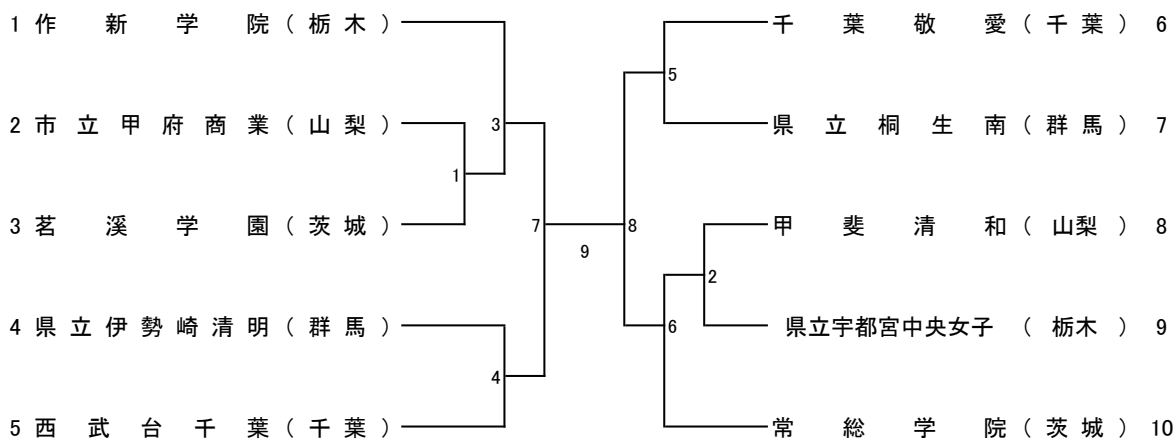 1 作新学院(栃木)
2 市立甲府商業(山梨)
3 茗溪学園(茨城)
4 県立伊勢崎清明(群馬)
5 西武台千葉(千葉)
3
1
7
4
9
5
8
2
6
千葉敬愛(千葉) 6
県立桐生南(群馬) 7
甲斐清和(山梨) 8
県立宇都宮中央女子(栃木) 9
常総学院(茨城) 10